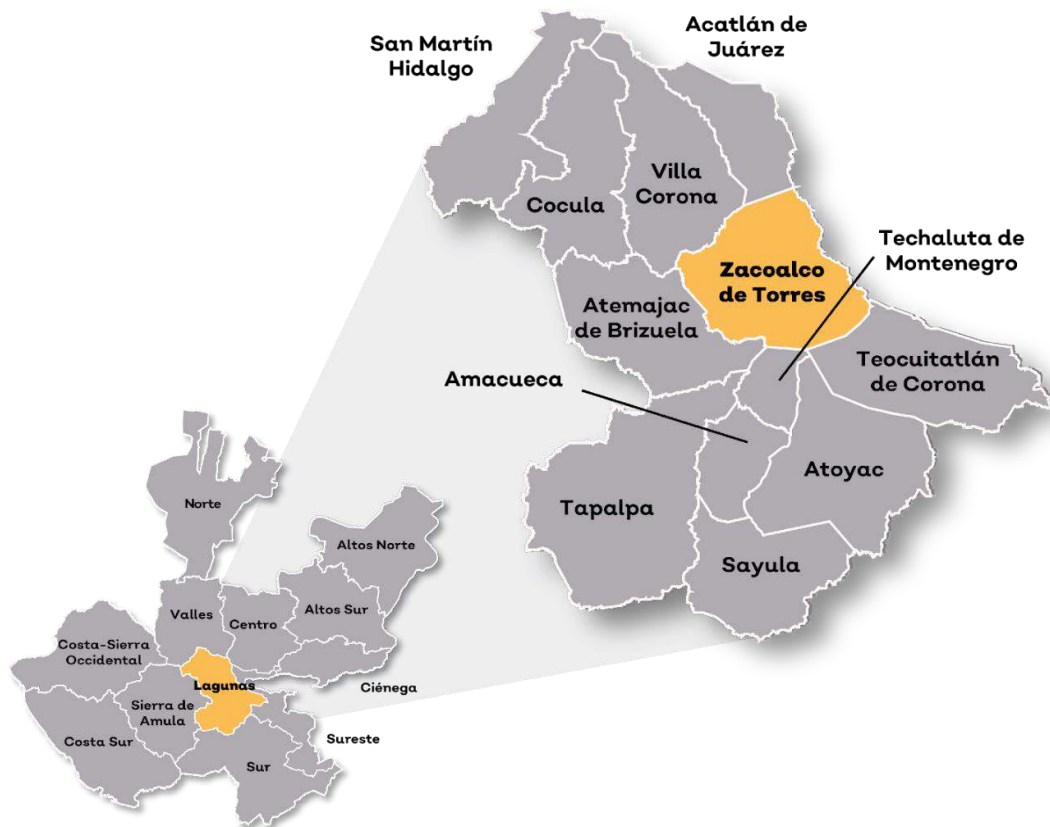 Acatlán de
Juárez
San Martín
Hidalgo
Villa
Corona
Cocula
Techaluta de
Montenegro
Zacoalco
de Torres
Atemajac
de Brizuela
Teocuitatlán
de Corona
Amacueca
Atoyac
Tapalpa
Sayula
Norte
Altos Norte
Valles
Altos Sur
Centro
Costa-Sierra
Occidental
Lagunas
Ciénega
Sierra de
Amula
Sureste
Costa Sur
Sur